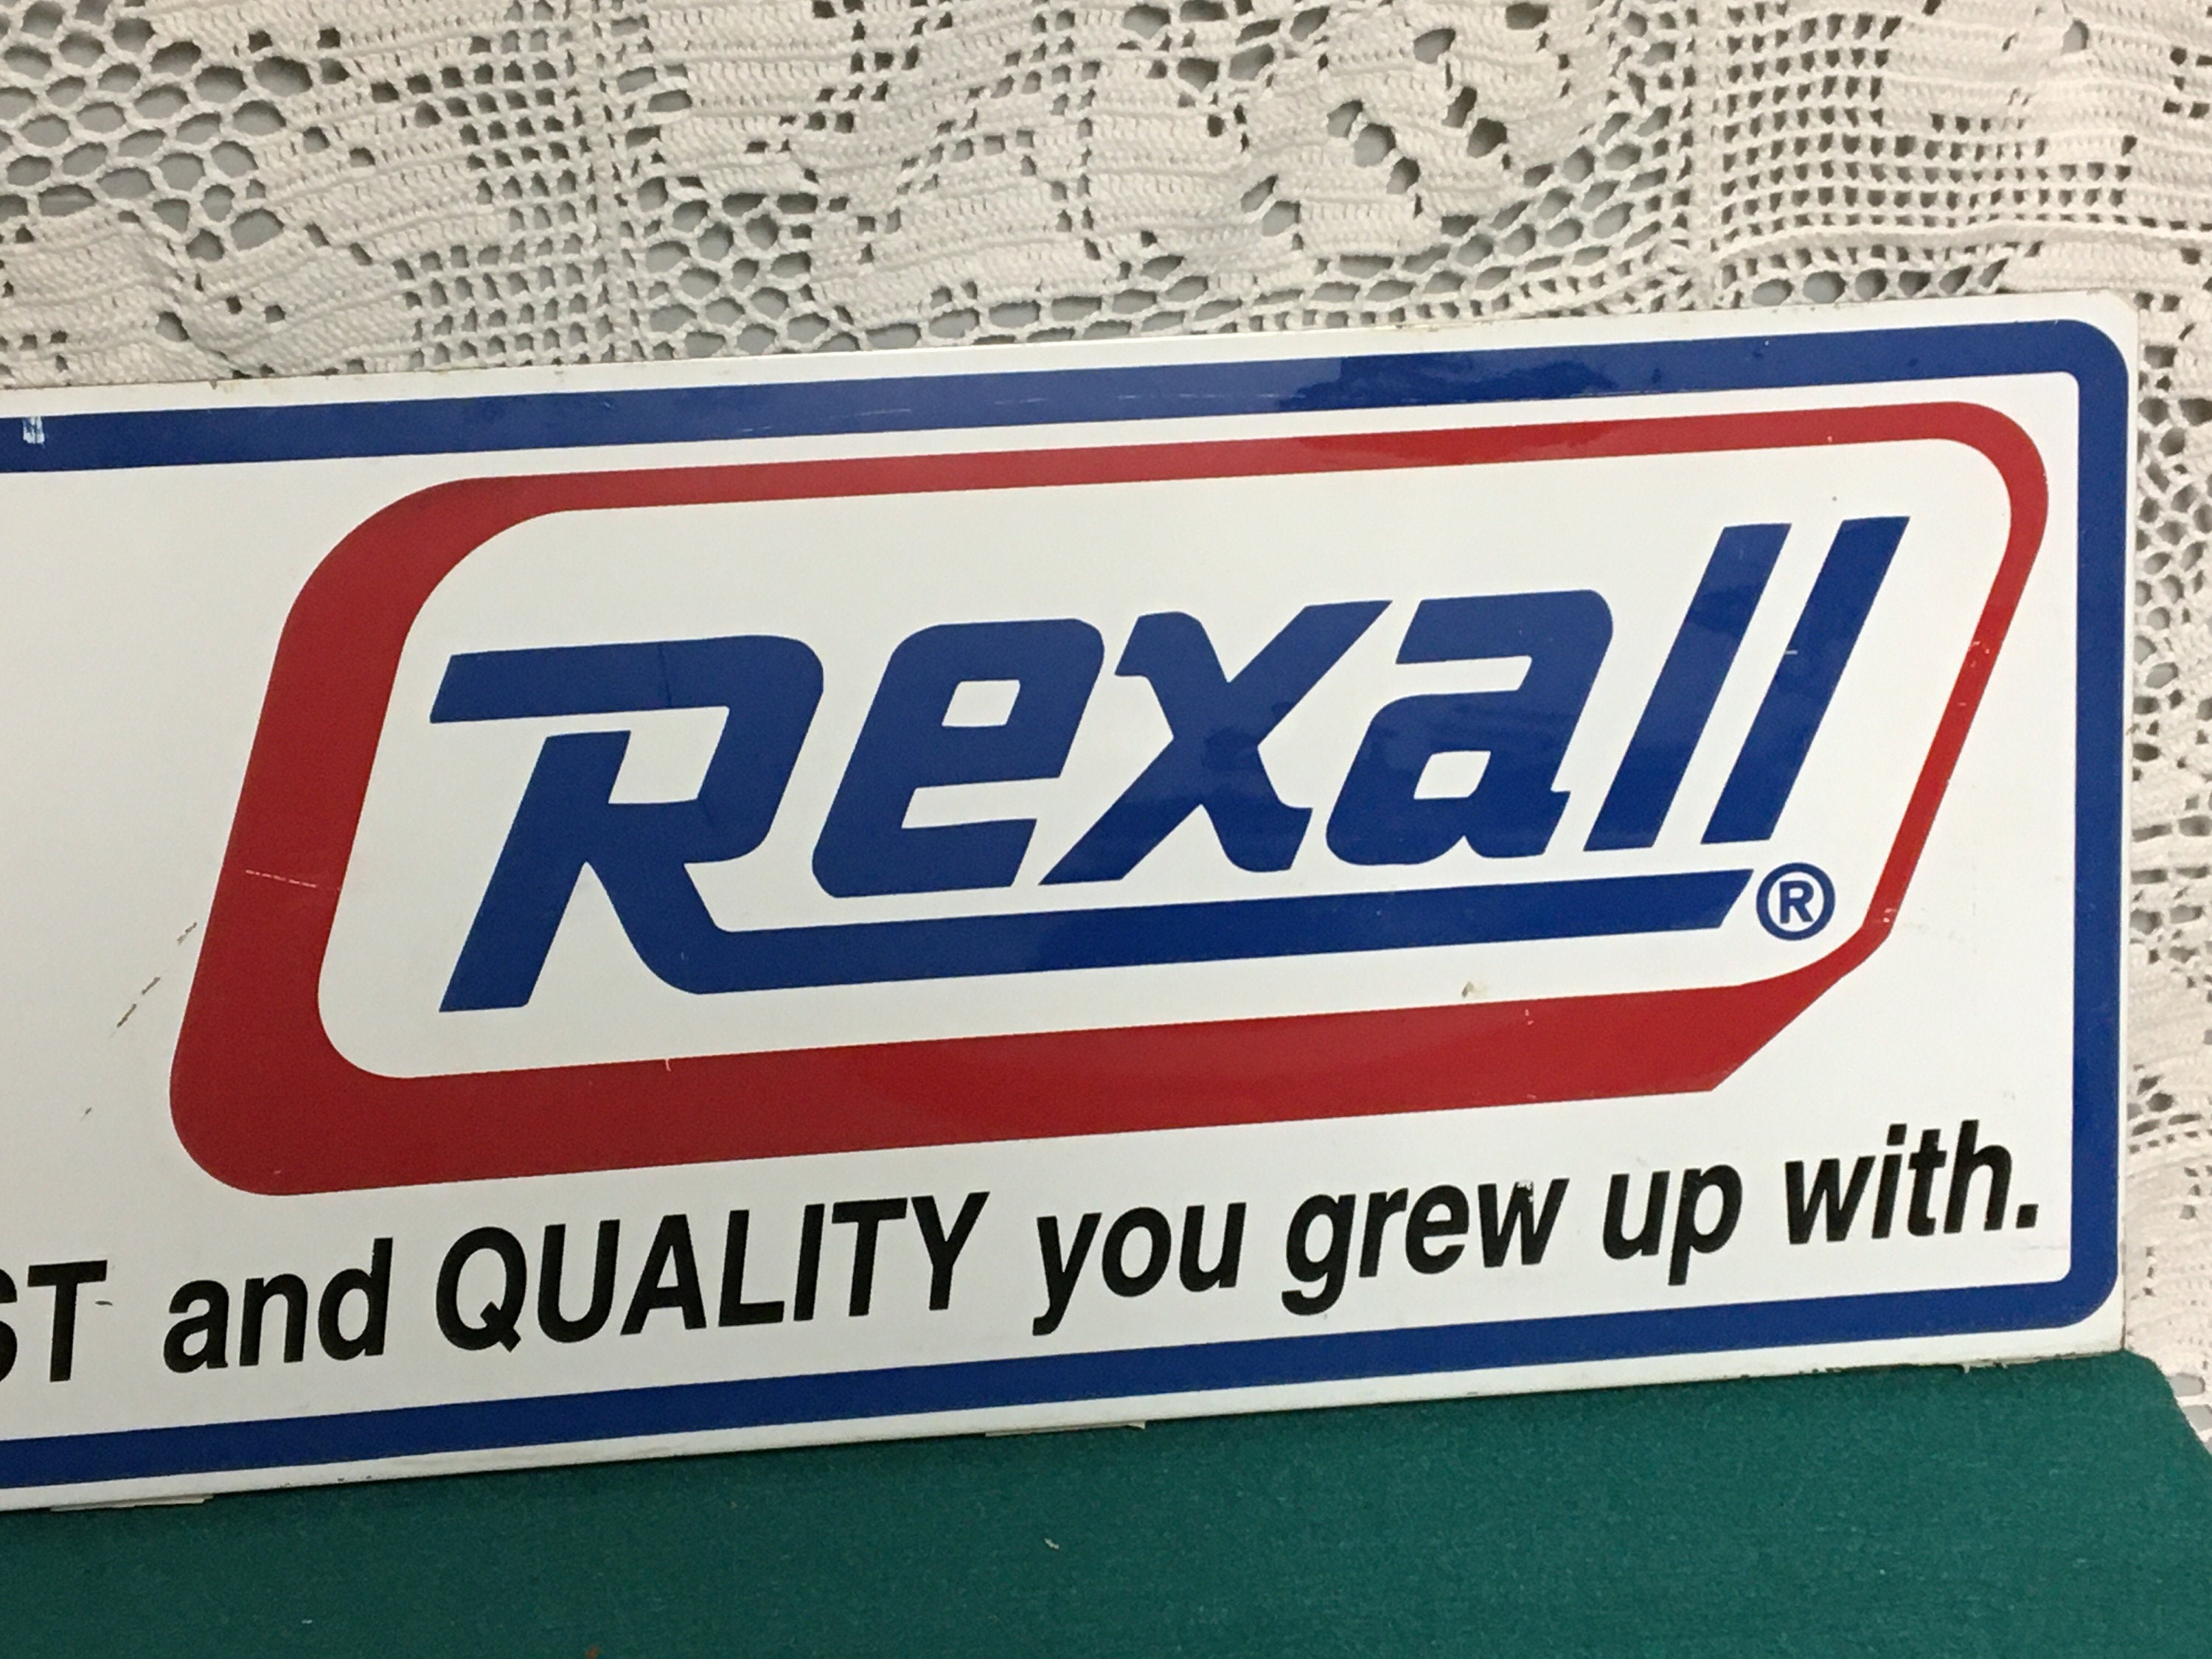 Rexall®
ST and QUALITY you grew up with.